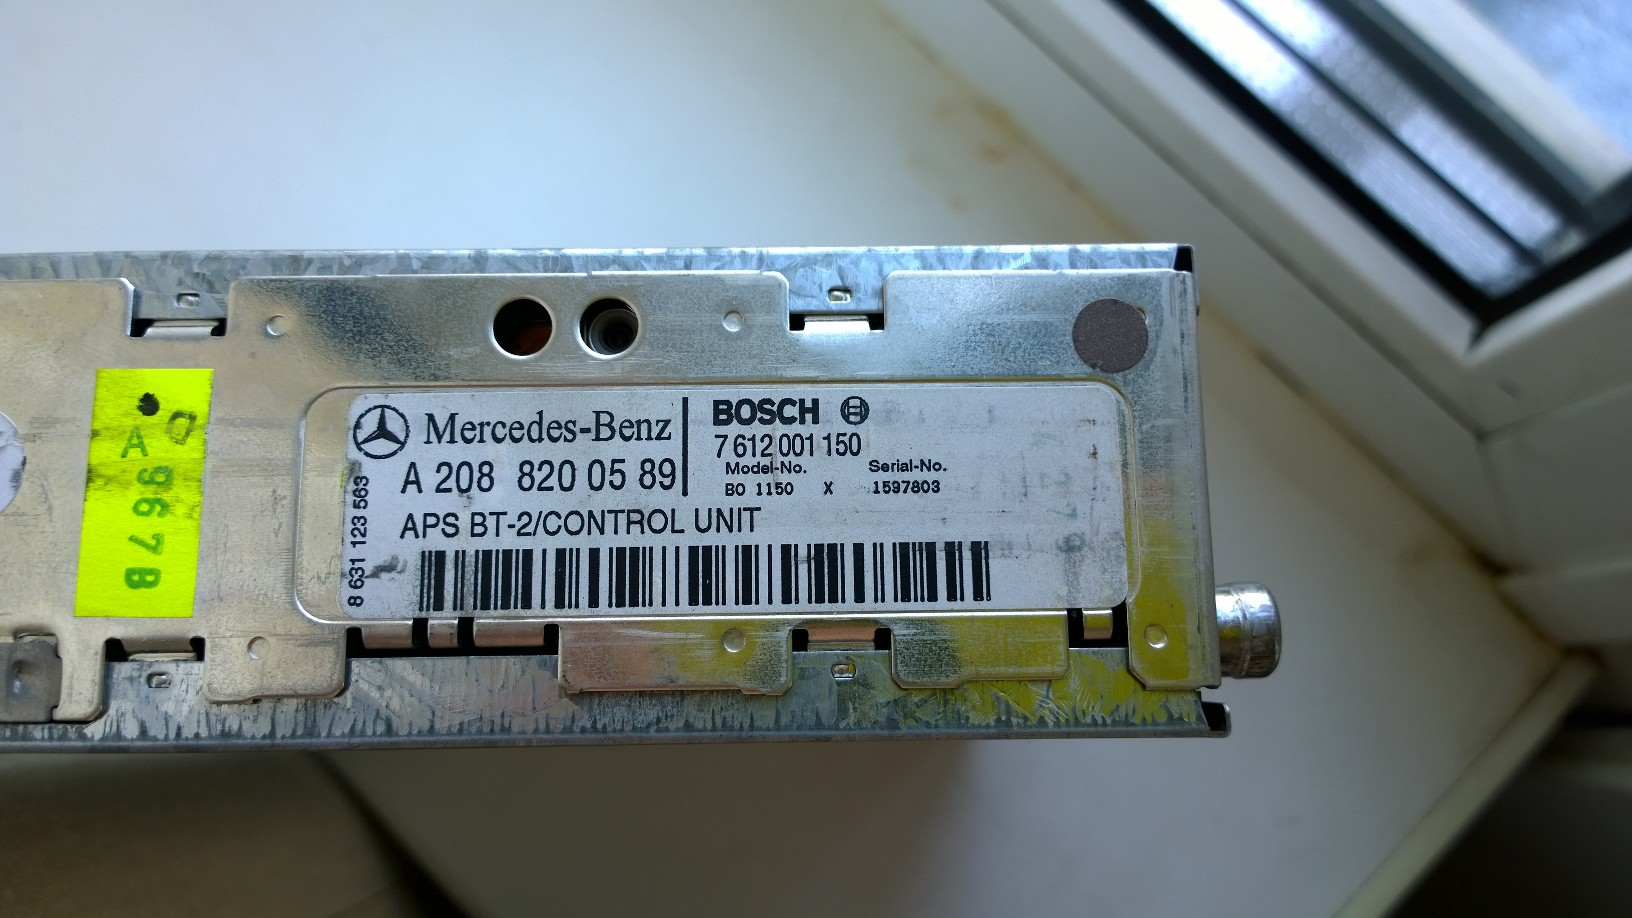 Mercedes-Benz
A 208 820 05 89
BOSCH
7 612 001 150
Model-No. Serial-No.
BO 1150 X 1597803
APS BT-2/CONTROL UNIT
8 631 123 563
D
A 967B